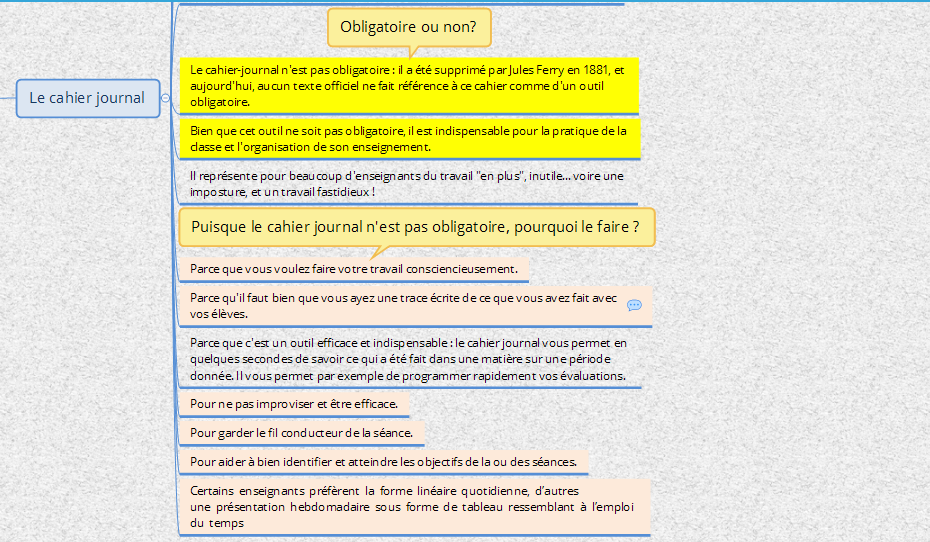 Obligatoire ou non?
Le cahier-journal n'est pas obligatoire : il a été supprimé par Jules Ferry en 1881, et
aujourd'hui, aucun texte officiel ne fait référence à ce cahier comme d'un outil
obligatoire.
Le cahier journal
Bien que cet outil ne soit pas obligatoire, il est indispensable pour la pratique de la
classe et l'organisation de son enseignement.
Il représente pour beaucoup d'enseignants du travail "en plus", inutile... voire une
imposture, et un travail fastidieux !
Puisque le cahier journal n'est pas obligatoire, pourquoi le faire ?
Parce que vous voulez faire votre travail consciencieusement.
Parce qu'il faut bien que vous ayez une trace écrite de ce que vous avez fait avec
vos élèves.
Parce que c'est un outil efficace et indispensable : le cahier journal vous permet en
quelques secondes de savoir ce qui a été fait dans une matière sur une période
donnée. Il vous permet par exemple de programmer rapidement vos évaluations.
Pour ne pas improviser et être efficace.
Pour garder le fil conducteur de la séance.
Pour aider à bien identifier et atteindre les objectifs de la ou des séances.
Certains enseignants préfèrent la forme linéaire quotidienne, d’autres
une présentation hebdomadaire sous forme de tableau ressemblant à l’emploi
du temps